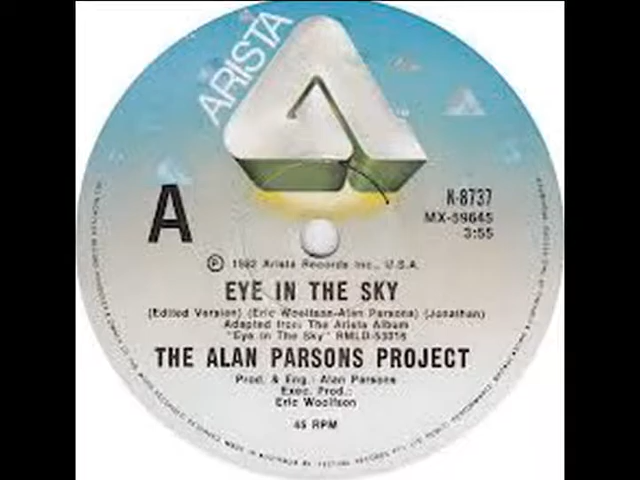 ARISTA
A
K-8737
MX-59645
3:55
℗ 1982 Arista Records Inc., U.S.A.
EYE IN THE SKY
(Edited Version) (Eric Woolfson-Alan Parsons) (Jonathan)
Adapted from The Arista Album
"Eye In The Sky" RMLD-53016
THE ALAN PARSONS PROJECT
Prod. & Eng.: Alan Parsons
Exec. Prod.:
Eric Woolfson
45 RPM